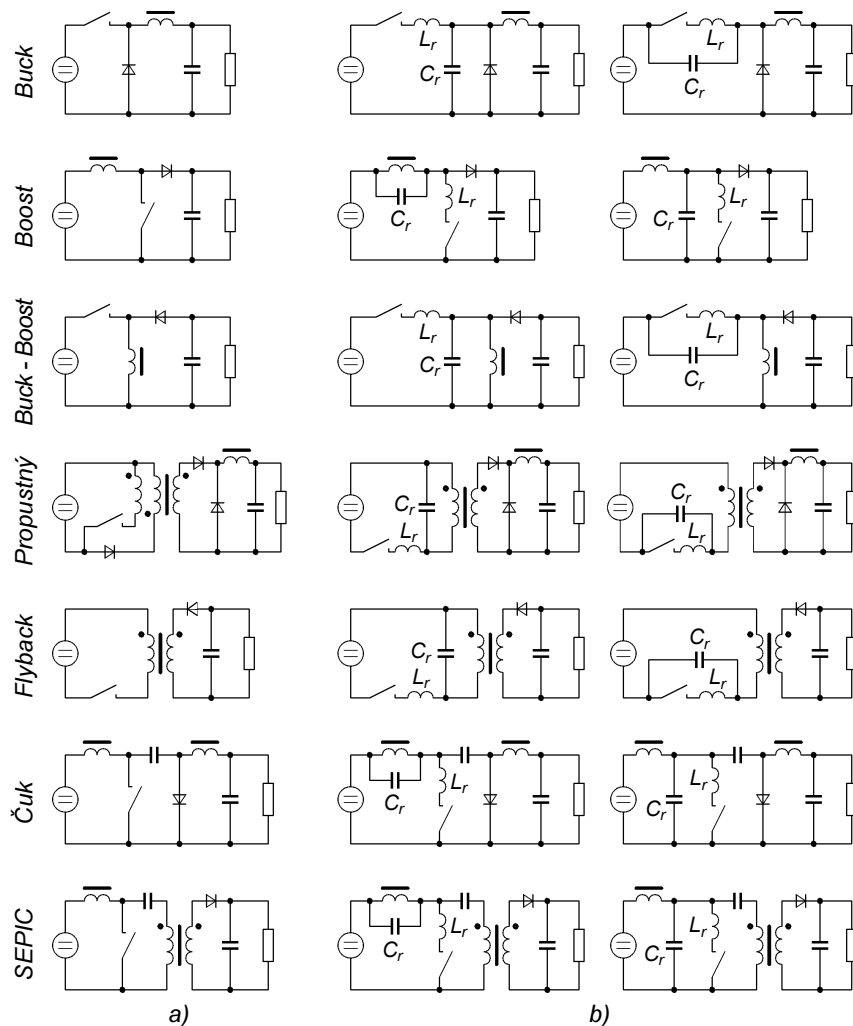 Buck
L_r
C_r
L_r
C_r
Boost
C_r
L_r
C_r
L_r
Buck - Boost
L_r
C_r
L_r
C_r
Propustný
C_r
L_r
C_r
L_r
Flyback
C_r
L_r
C_r
L_r
Čuk
C_r
L_r
C_r
L_r
SEPIC
C_r
L_r
C_r
L_r
a)
b)